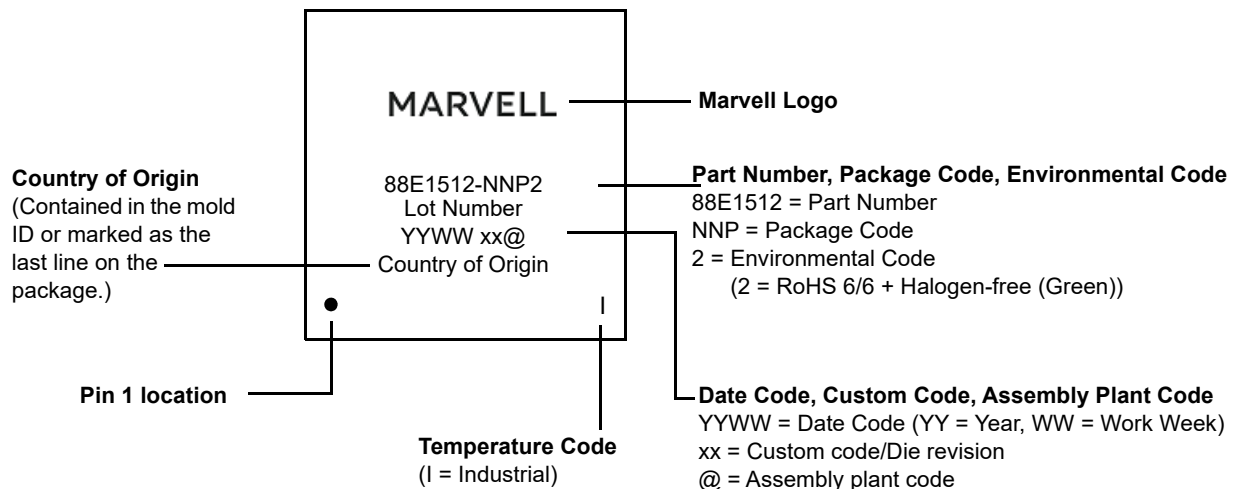 MARVELL
Marvell Logo
Country of Origin
(Contained in the mold
ID or marked as the
last line on the
package.)
88E1512-NNP2
Lot Number
YYWW xx@
Country of Origin
Part Number, Package Code, Environmental Code
88E1512 = Part Number
NNP = Package Code
2 = Environmental Code
(2 = RoHS 6/6 + Halogen-free (Green))
I
Pin 1 location
Temperature Code
(I = Industrial)
Date Code, Custom Code, Assembly Plant Code
YYWW = Date Code (YY = Year, WW = Work Week)
xx = Custom code/Die revision
@ = Assembly plant code